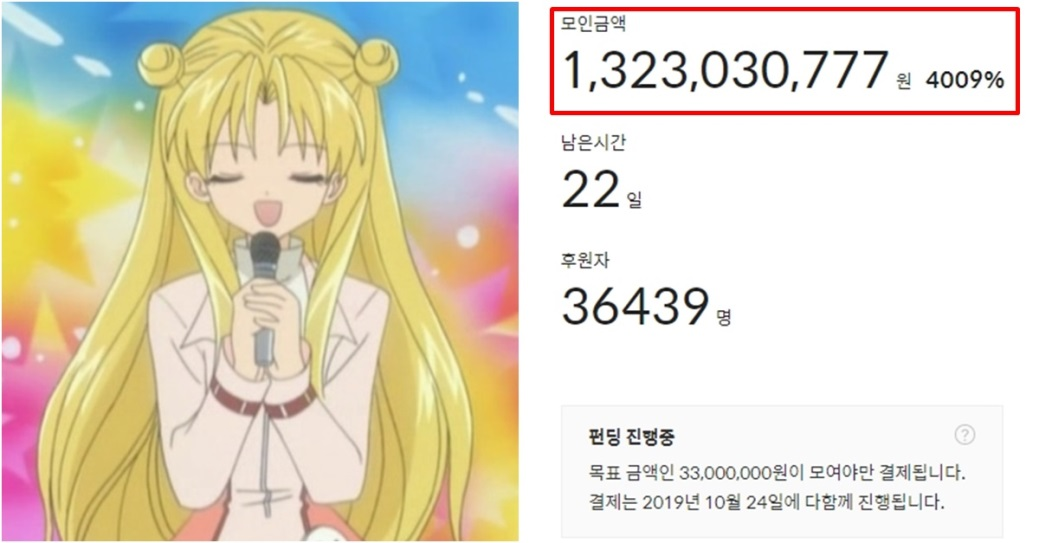 모인금액
1,323,030,777 원 4009%
남은시간
22 일
후원자
36439 명
펀딩 진행중 ?
목표 금액인 33,000,000원이 모여야만 결제됩니다.
결제는 2019년 10월 24일에 다함께 진행됩니다.